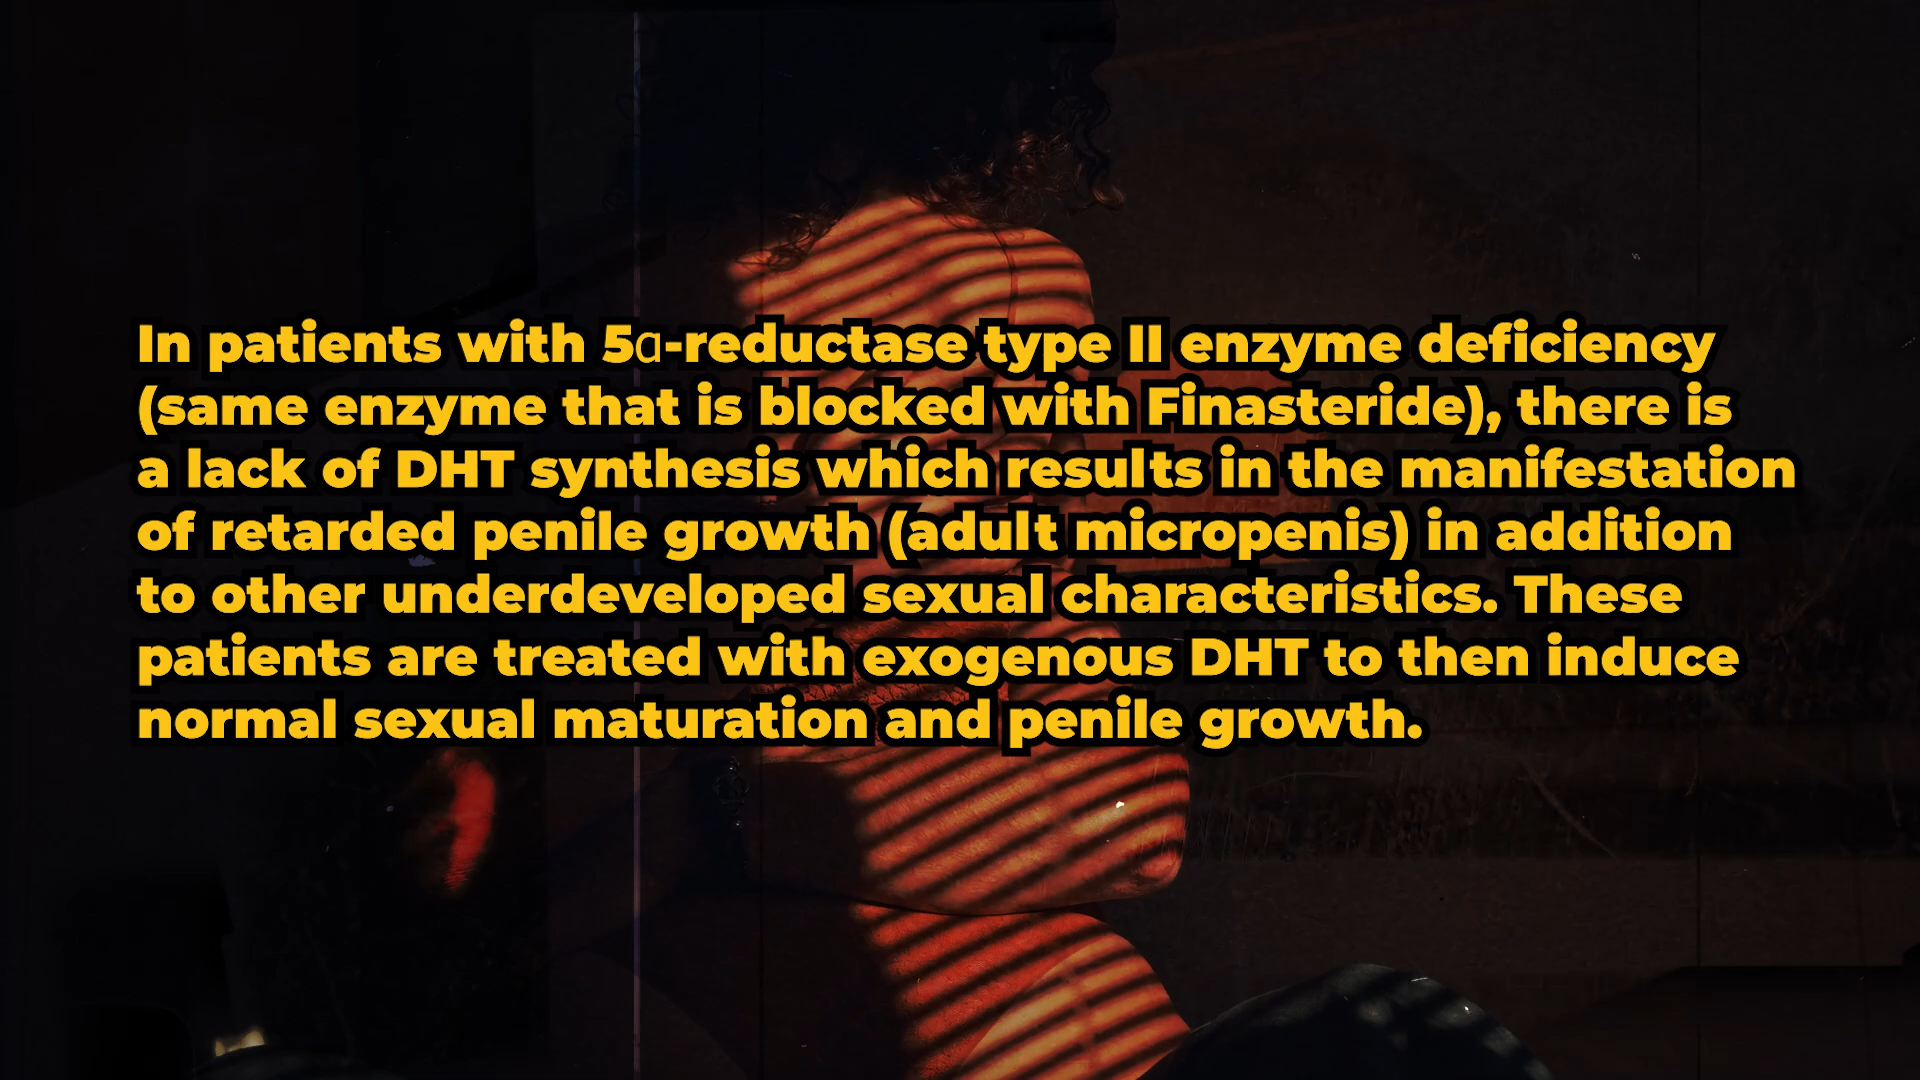 In patients with 5α-reductase type II enzyme deficiency
(same enzyme that is blocked with Finasteride), there is
a lack of DHT synthesis which results in the manifestation
of retarded penile growth (adult micropenis) in addition
to other underdeveloped sexual characteristics. These
patients are treated with exogenous DHT to then induce
normal sexual maturation and penile growth.